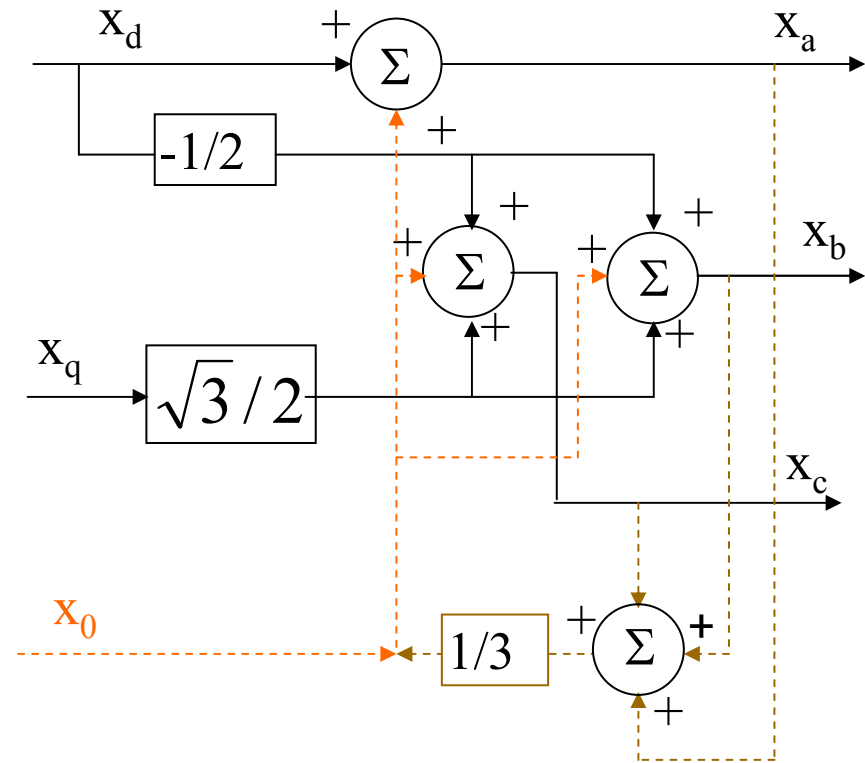 x_d + Σ x_a
+
-1/2
+ + + + x_b
Σ Σ
+ +
x_q √3 / 2
x_c
x_0 + +
1/3 Σ
+